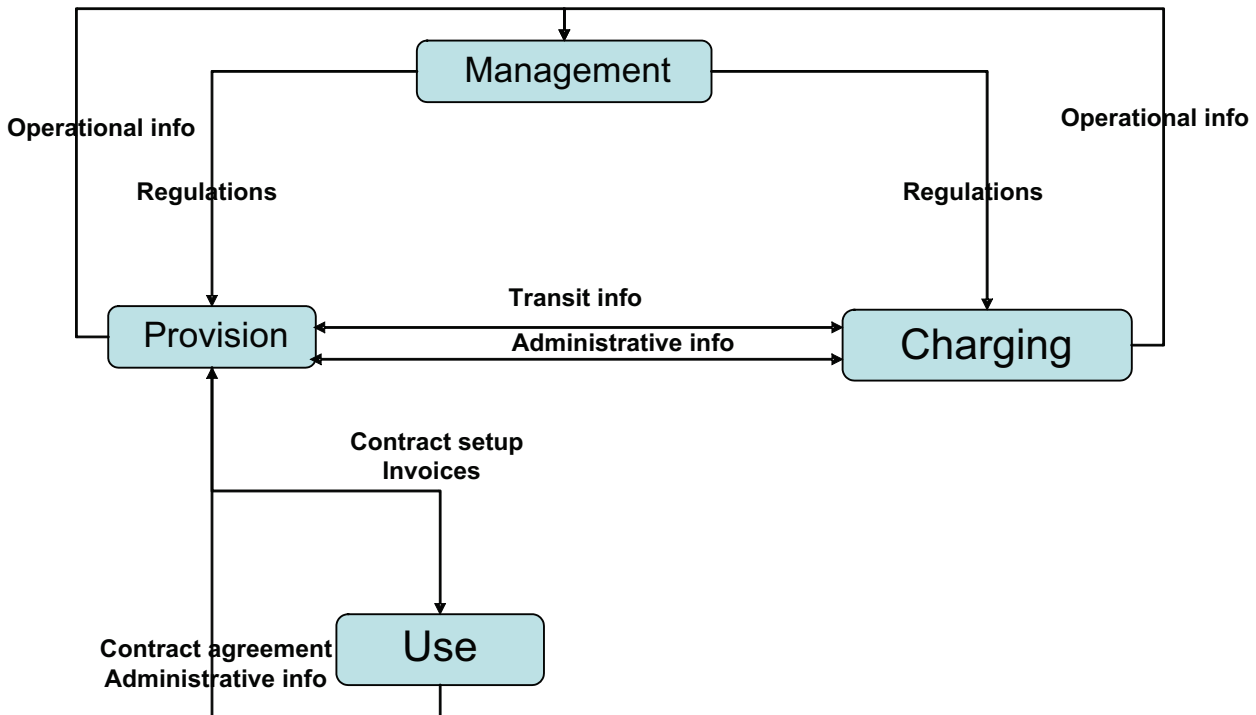 Management
Operational info
Operational info
Regulations
Regulations
Transit info
Provision
Administrative info
Charging
Contract setup
Invoices
Use
Contract agreement
Administrative info